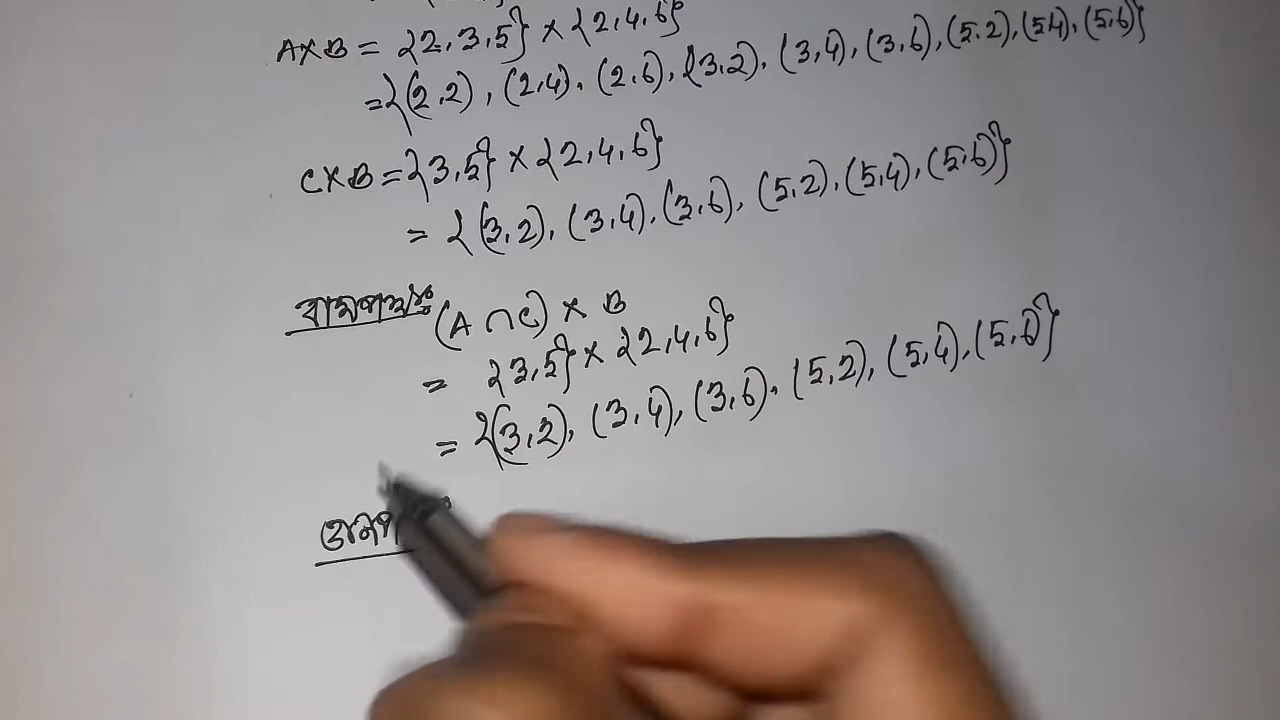 A×B = {2,3,5} × {2,4,6}
={(2,2), (2,4), (2,6), (3,2), (3,4), (3,6), (5,2), (5,4), (5,6)}
C×B = {3,5} × {2,4,6}
= {(3,2), (3,4), (3,6), (5,2), (5,4), (5,6)}
বামপক্ষঃ (A∩C) × B
= {3,5} × {2,4,6}
= {(3,2), (3,4), (3,6), (5,2), (5,4), (5,6)}